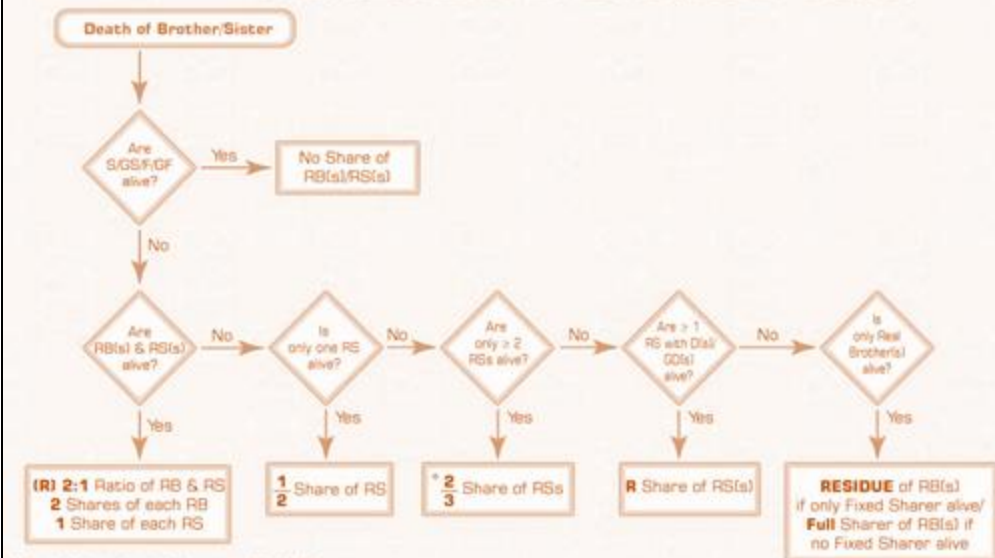 Death of Brother/Sister
Are
S/GS/F/GF
alive?
Yes
No Share of
RB(s)/RS(s)
No
Are
RB(s) & RS(s)
alive?
No
Is
only one RS
alive?
No
Are
only ≥ 2
RSs alive?
No
Are ≥ 1
RS with D(s)/
GD(s)
alive?
No
Is
only Real
Brother(s)
alive?
Yes
Yes
Yes
Yes
Yes
(R) 2:1 Ratio of RB & RS
2 Shares of each RB
1 Share of each RS
1/2 Share of RS
*2/3 Share of RSs
R Share of RS(s)
RESIDUE of RB(s)
if only Fixed Sharer alive/
Full Sharer of RB(s) if
no Fixed Sharer alive